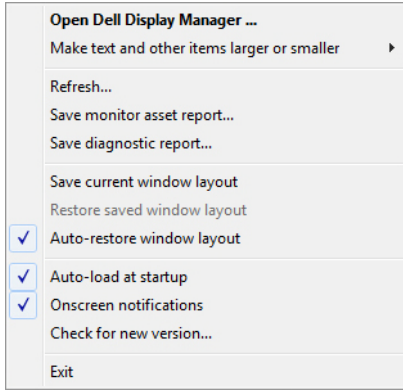 Open Dell Display Manager ...
Make text and other items larger or smaller
Refresh...
Save monitor asset report...
Save diagnostic report...
Save current window layout
Restore saved window layout
Auto-restore window layout
Auto-load at startup
Onscreen notifications
Check for new version...
Exit